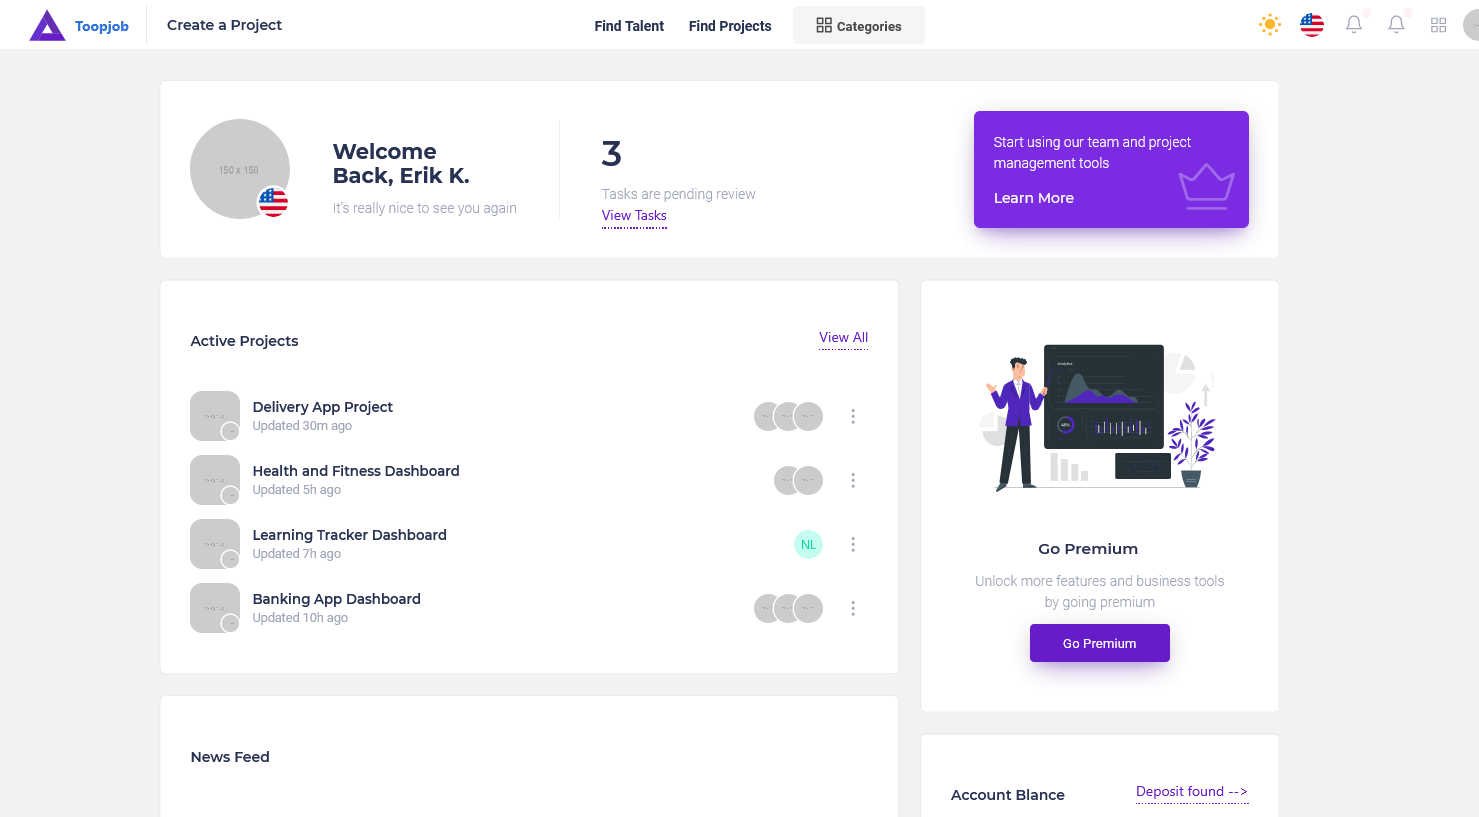 Toopjob
Create a Project
Find Talent
Find Projects
Categories
150 x 150
Welcome
Back, Erik K.
It's really nice to see you again
3
Tasks are pending review
View Tasks
Start using our team and project
management tools
Learn More
Active Projects
View All
Delivery App Project
Updated 30m ago
Health and Fitness Dashboard
Updated 5h ago
Learning Tracker Dashboard
Updated 7h ago
NL
Banking App Dashboard
Updated 10h ago
Analytics
45%
Go Premium
Unlock more features and business tools
by going premium
Go Premium
News Feed
Account Blance
Deposit found -->